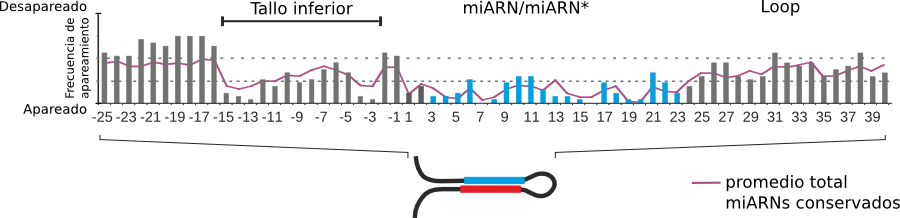 Desapareado
Tallo inferior
miARN/miARN*
Loop
Frecuencia de
apareamiento
Apareado
-25 -23 -21 -19 -17 -15 -13 -11 -9 -7 -5 -3 -1 1 3 5 7 9 11 13 15 17 19 21 23 25 27 29 31 33 35 37 39
promedio total
miARNs conservados